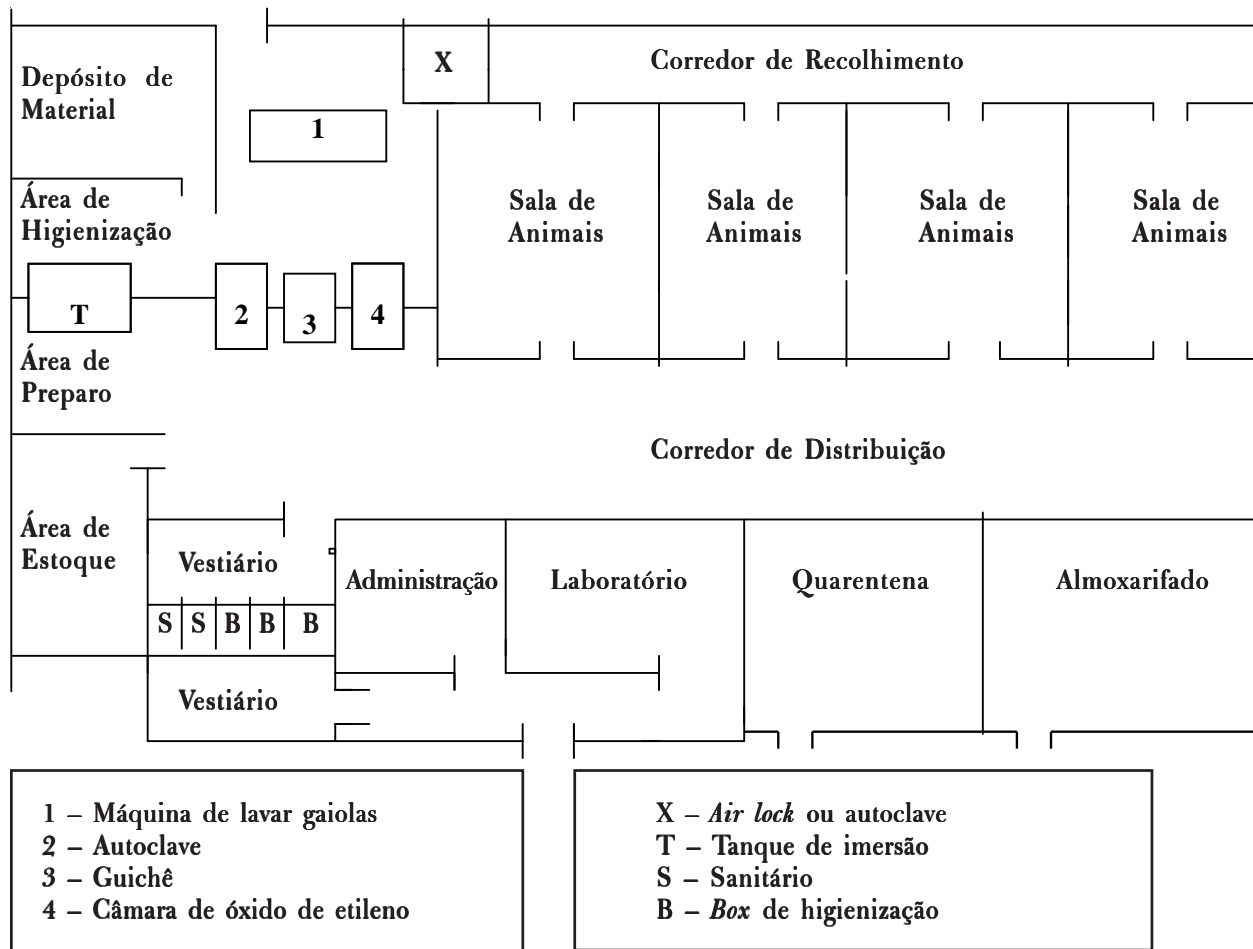 X
Corredor de Recolhimento
Depósito de
Material
1
Área de
Higienização
Sala de
Animais
Sala de
Animais
Sala de
Animais
Sala de
Animais
T
2
3
4
Área de
Preparo
Corredor de Distribuição
Área de
Estoque
Vestiário
Administração
Laboratório
Quarentena
Almoxarifado
S
S
B
B
B
Vestiário
1 – Máquina de lavar gaiolas
2 – Autoclave
3 – Guichê
4 – Câmara de óxido de etileno
X – Air lock ou autoclave
T – Tanque de imersão
S – Sanitário
B – Box de higienização